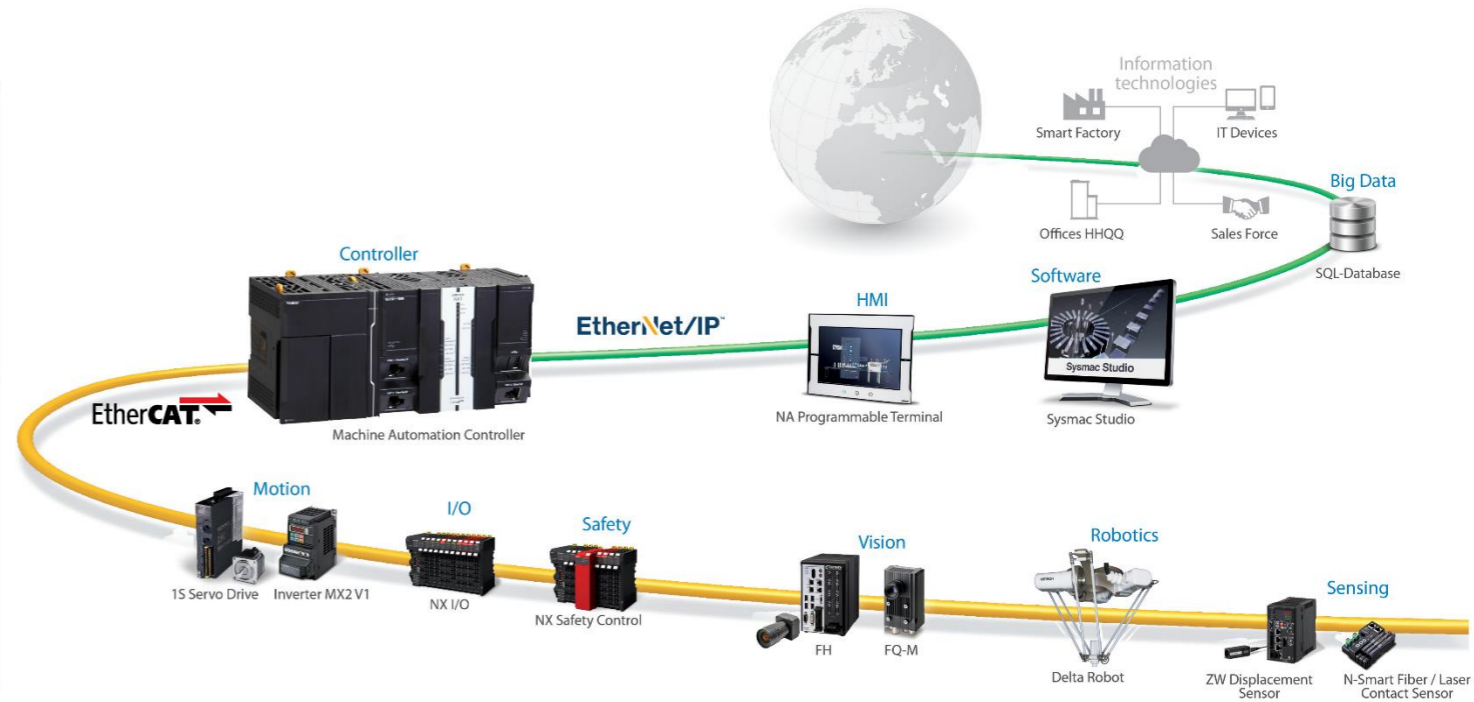 Information
technologies
Smart Factory
IT Devices
Big Data
Offices HHQQ
Sales Force
SQL-Database
Controller
Software
HMI
EtherNet/IP™
Sysmac Studio
EtherCAT®
NA Programmable Terminal
Sysmac Studio
Machine Automation Controller
Motion
I/O
Safety
Vision
Robotics
Sensing
1S Servo Drive
Inverter MX2 V1
NX I/O
NX Safety Control
FH
FQ-M
Delta Robot
ZW Displacement
Sensor
N-Smart Fiber / Laser
Contact Sensor